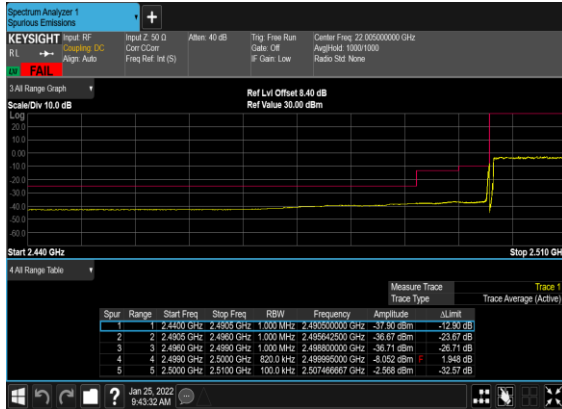 Spectrum Analyzer 1
Spurious Emissions
KEYSIGHT Input: RF Input Z: 50 Ω Atten: 40 dB Trig: Free Run Center Freq: 22.005000000 GHz
RL Coupling: DC Corr CCorr Gate: Off Avg|Hold: 1000/1000
Align: Auto Freq Ref: Int (S) IF Gain: Low Radio Std: None
LV FAIL
3 All Range Graph
Ref Lvl Offset 8.40 dB
Scale/Div 10.0 dB Ref Value 30.00 dBm
Log
20.0
10.0
0.00
-10.0
-20.0
-30.0
-40.0
-50.0
-60.0
Start 2.440 GHz Stop 2.510 GH
4 All Range Table
Measure Trace Trace 1
Trace Type Trace Average (Active)
Spur Range Start Freq Stop Freq RBW Frequency Amplitude ΔLimit
1 1 2.4400 GHz 2.4905 GHz 1.000 MHz 2.490500000 GHz -37.90 dBm -12.90 dB
2 2 2.4905 GHz 2.4960 GHz 1.000 MHz 2.495642500 GHz -36.67 dBm -23.67 dB
3 3 2.4960 GHz 2.4990 GHz 1.000 MHz 2.498800000 GHz -36.71 dBm -26.71 dB
4 4 2.4990 GHz 2.5000 GHz 820.0 kHz 2.499995000 GHz -8.052 dBm F 1.948 dB
5 5 2.5000 GHz 2.5100 GHz 100.0 kHz 2.507466667 GHz -2.568 dBm -32.57 dB
Jan 25, 2022
9:43:32 AM